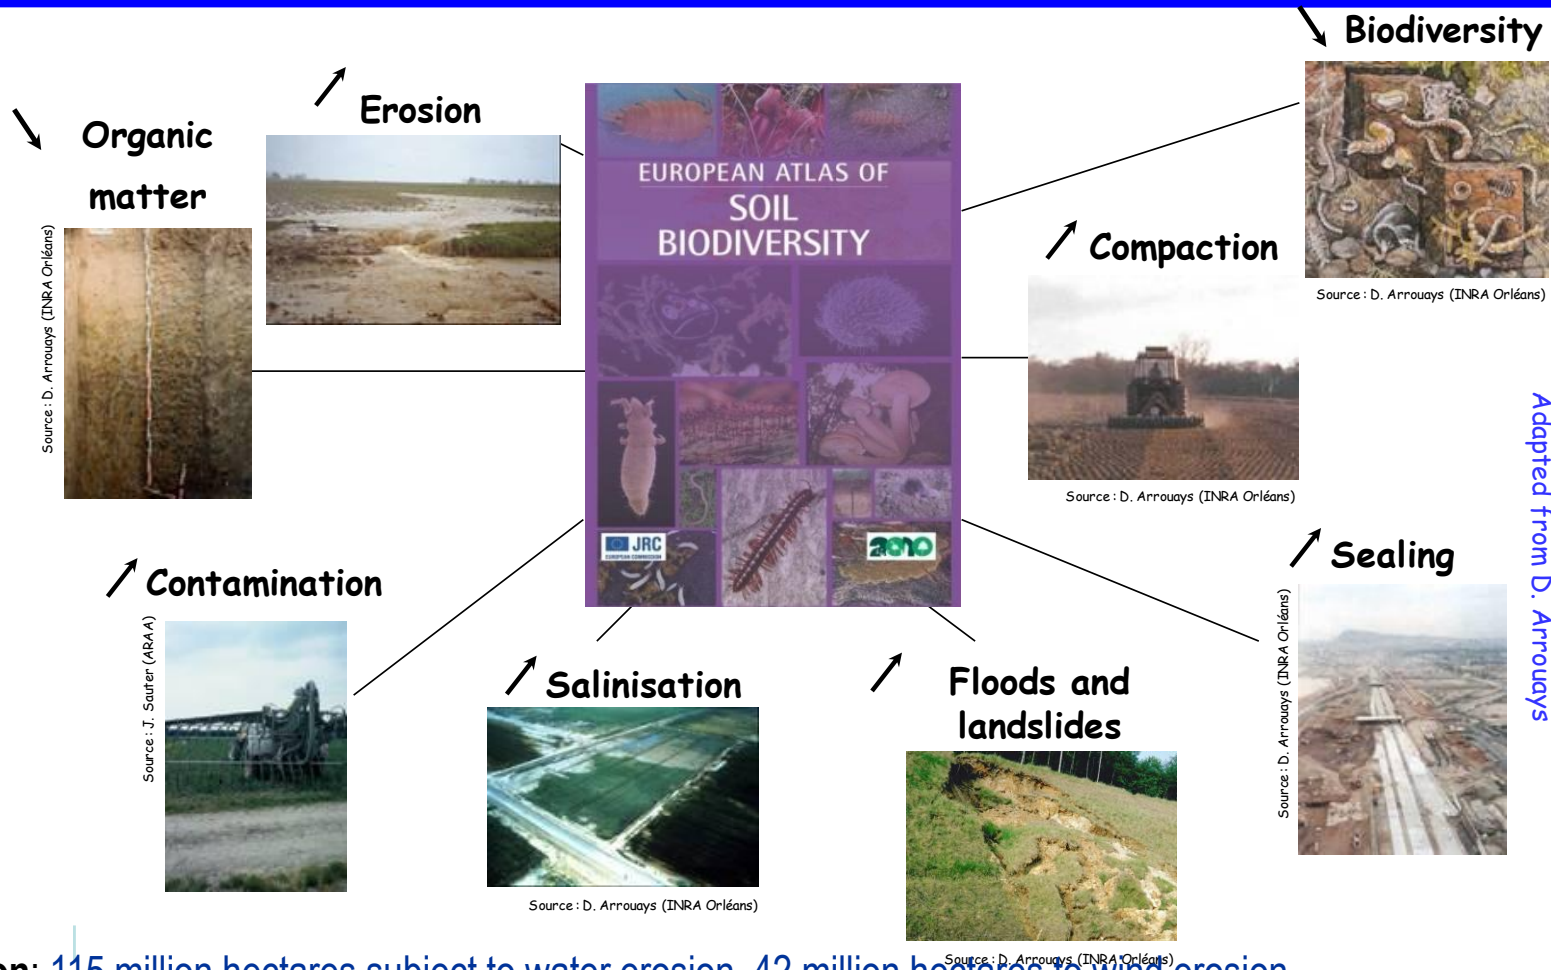 Biodiversity
Erosion
Organic
matter
EUROPEAN ATLAS OF
SOIL
BIODIVERSITY
Compaction
Source : D. Arrouays (INRA Orléans)
Source : D. Arrouays (INRA Orléans)
Source : D. Arrouays (INRA Orléans)
Adapted from D. Arrouays
JRC
EUROPEAN COMMISSION
2010
Sealing
Contamination
Source : J. Sauter (ARAA)
Source : D. Arrouays (INRA Orléans)
Salinisation
Floods and
landslides
Source : D. Arrouays (INRA Orléans)
Source : D. Arrouays (INRA Orléans)
on: 115 million hectares subject to water erosion, 42 million hectares to wind erosion